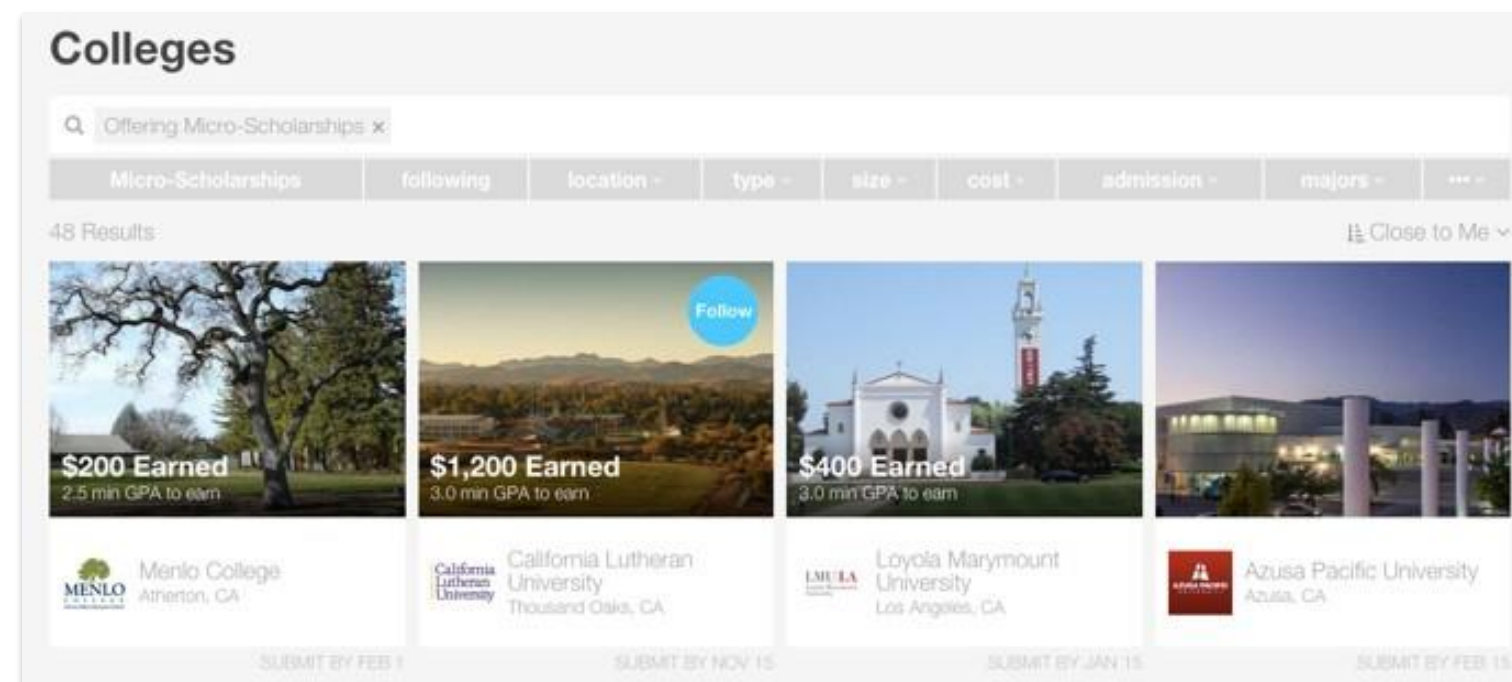 Colleges
Offering Micro-Scholarships ×
Micro-Scholarships following location type size cost admission majors •••
48 Results Close to Me
Follow
$200 Earned
2.5 min GPA to earn
$1,200 Earned
3.0 min GPA to earn
$400 Earned
3.0 min GPA to earn
MENLO
COLLEGE
Menlo College
Atherton, CA
California
Lutheran
University
California Lutheran
University
Thousand Oaks, CA
LMU LA
Loyola Marymount
University
Los Angeles, CA
AZUSA PACIFIC
UNIVERSITY
Azusa Pacific University
Azusa, CA
SUBMIT BY FEB 1
SUBMIT BY NOV 15
SUBMIT BY JAN 15
SUBMIT BY FEB 15